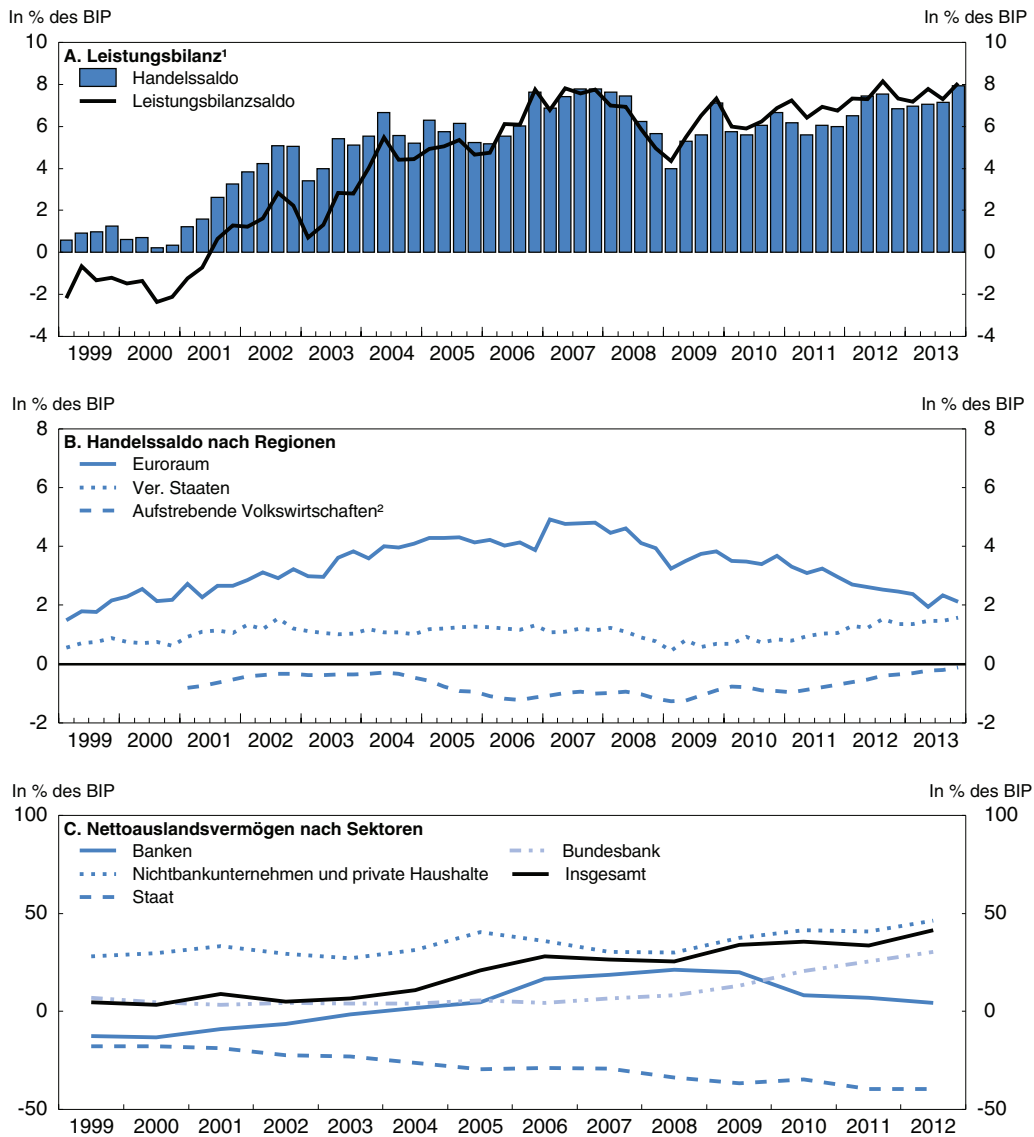 In % des BIP In % des BIP
10 10
A. Leistungsbilanz¹
8 Handelssaldo 8
Leistungsbilanzsaldo
6 6
4 4
2 2
0 0
-2 -2
-4 -4
1999 2000 2001 2002 2003 2004 2005 2006 2007 2008 2009 2010 2011 2012 2013
In % des BIP In % des BIP
8 8
B. Handelssaldo nach Regionen
Euroraum
6 Ver. Staaten 6
Aufstrebende Volkswirtschaften²
4 4
2 2
0 0
-2 -2
1999 2000 2001 2002 2003 2004 2005 2006 2007 2008 2009 2010 2011 2012 2013
In % des BIP In % des BIP
100 100
C. Nettoauslandsvermögen nach Sektoren
Banken Bundesbank
Nichtbankunternehmen und private Haushalte Insgesamt
Staat
50 50
0 0
-50 -50
1999 2000 2001 2002 2003 2004 2005 2006 2007 2008 2009 2010 2011 2012